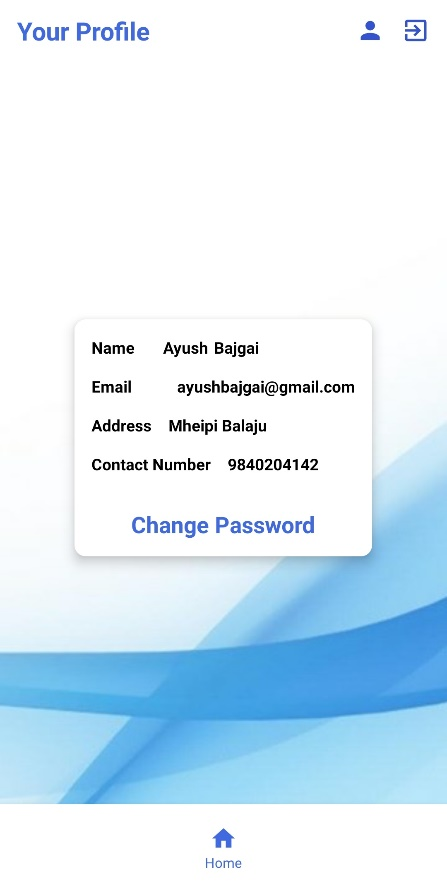 Your Profile
Name Ayush Bajgai
Email ayushbajgai@gmail.com
Address Mheipi Balaju
Contact Number 9840204142
Change Password
Home